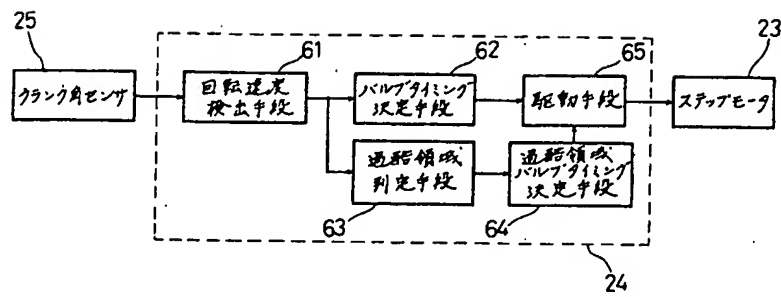 25
61
62
65
23
クランク角センサ
回転速度
検出手段
バルブタイミング
決定手段
駆動手段
ステップモータ
過酷領域
判定手段
過酷領域
バルブタイミング
決定手段
63
64
24